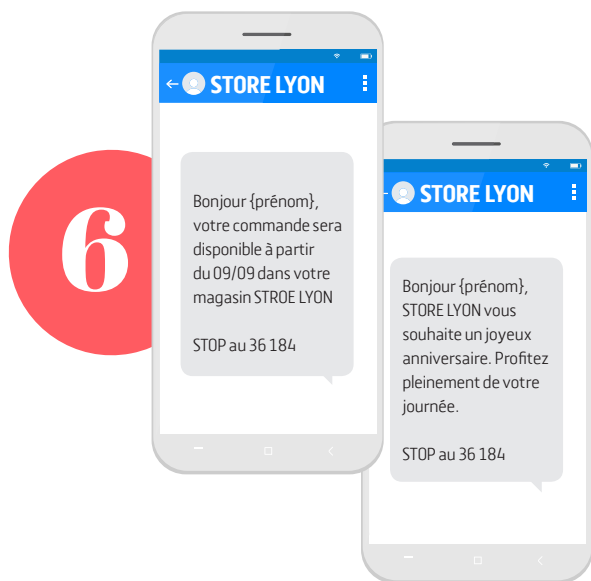 6
STORE LYON
Bonjour {prénom},
votre commande sera
disponible à partir
du 09/09 dans votre
magasin STROE LYON
STOP au 36 184
STORE LYON
Bonjour {prénom},
STORE LYON vous
souhaite un joyeux
anniversaire. Profitez
pleinement de votre
journée.
STOP au 36 184